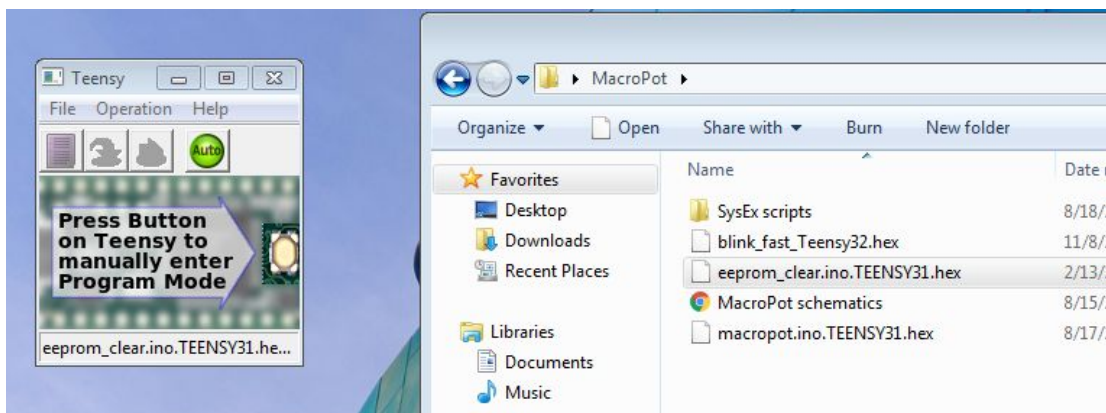 Teensy
File Operation Help
Auto
Press Button
on Teensy to
manually enter
Program Mode
eeprom_clear.ino.TEENSY31.he...
MacroPot
Organize Open Share with Burn New folder
Favorites
Desktop
Downloads
Recent Places
Libraries
Documents
Music
Name Date
SysEx scripts 8/18/
blink_fast_Teensy32.hex 11/8/
eeprom_clear.ino.TEENSY31.hex 2/13/
MacroPot schematics 8/15/
macropot.ino.TEENSY31.hex 8/17/